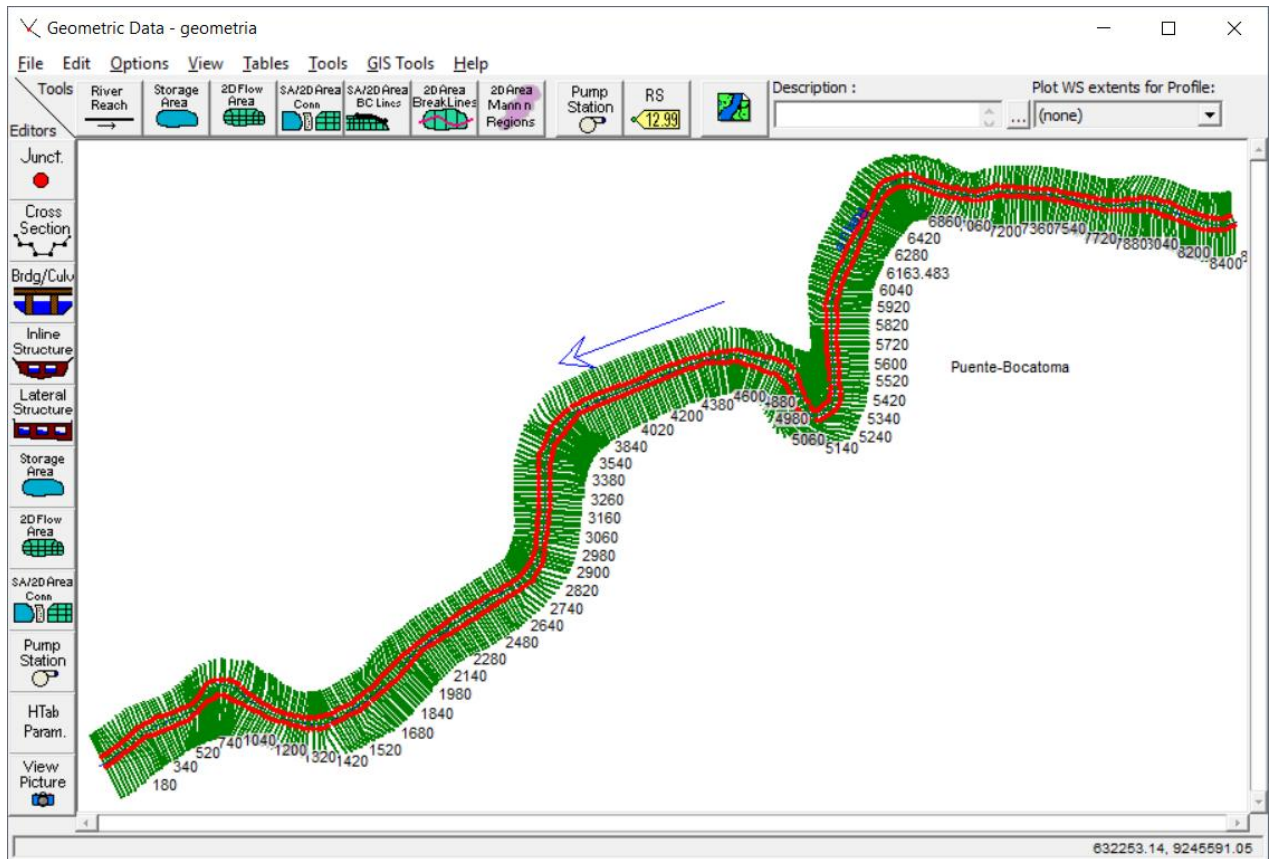 Geometric Data - geometria
File Edit Options View Tables Tools GIS Tools Help
Tools
Editors
River Reach
Storage Area
2D Flow Area
SA/2D Area Conn
SA/2D Area BC Lines
2D Area BreakLines
2D Area Mann n Regions
Pump Station
RS
12.99
Description :
...
Plot WS extents for Profile:
(none)
Junct.
Cross Section
Brdg/Culv
Inline Structure
Lateral Structure
Storage Area
2D Flow Area
SA/2D Area Conn
Pump Station
HTab Param.
View Picture
6860
7200
7360
7540
7720
7880
8200
8400
6420
6280
6163.483
6040
5920
5820
5720
5600
5520
5420
5340
5240
5140
5060
4980
4880
4600
4380
4200
4020
3840
3540
3380
3260
3160
3060
2980
2900
2820
2740
2640
2480
2280
2140
1980
1840
1680
1520
1420
1320
1200
1040
740
520
340
180
Puente-Bocatoma
632253.14, 9245591.05